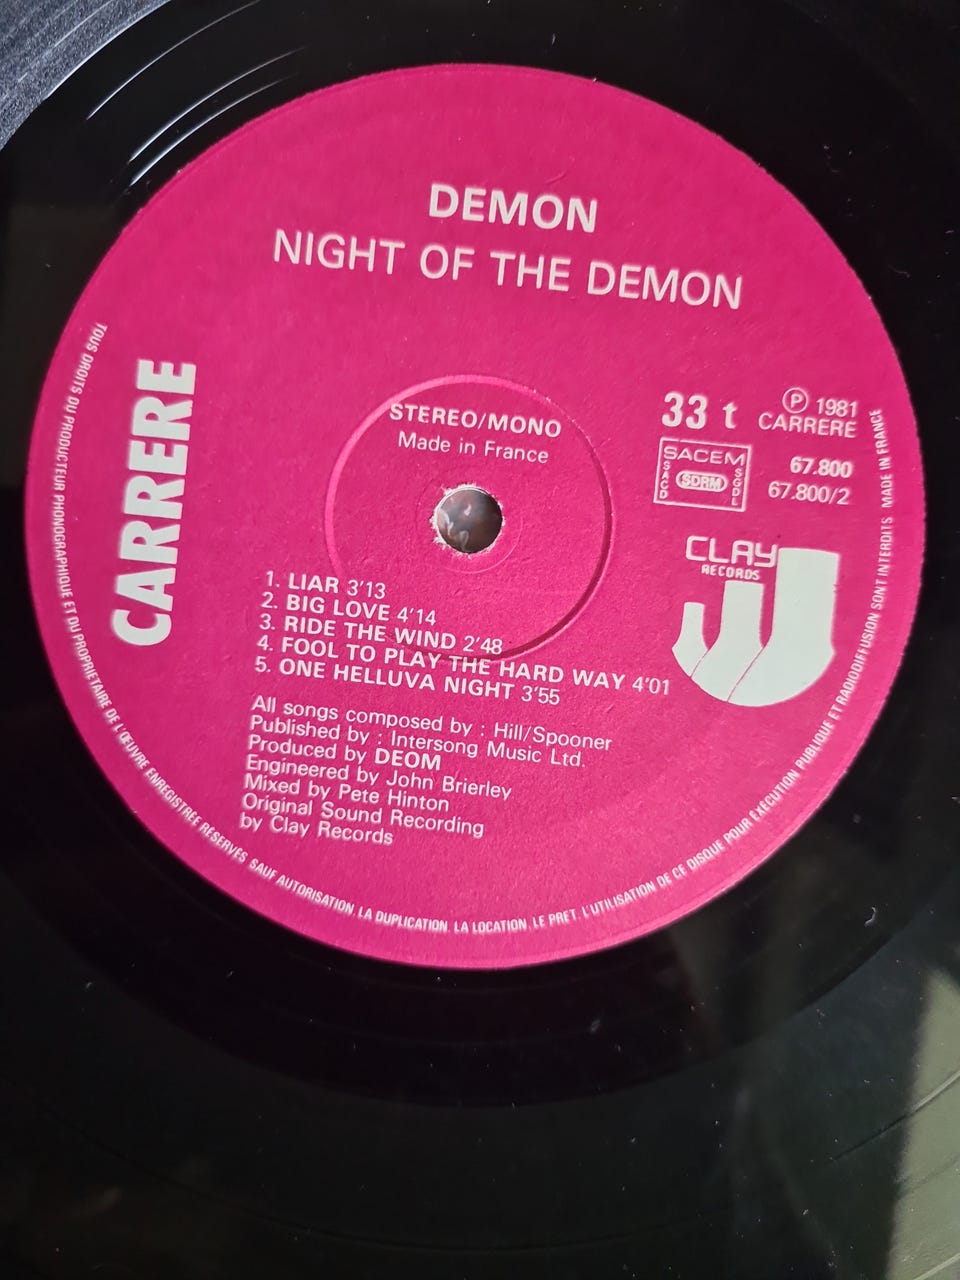 DEMON
NIGHT OF THE DEMON
CARRERE
STEREO/MONO
Made in France
33 t
Ⓟ 1981
CARRERE
SACEM
SACD
SDRM
SGDL
67.800
67.800/2
CLAY
RECORDS
1. LIAR 3'13
2. BIG LOVE 4'14
3. RIDE THE WIND 2'48
4. FOOL TO PLAY THE HARD WAY 4'01
5. ONE HELLUVA NIGHT 3'55
All songs composed by : Hill/Spooner
Published by : Intersong Music Ltd.
Produced by DEOM
Engineered by John Brierley
Mixed by Pete Hinton
Original Sound Recording
by Clay Records
TOUS DROITS DU PRODUCTEUR PHONOGRAPHIQUE ET DU PROPRIETAIRE DE L'ŒUVRE ENREGISTRÉE RÉSERVÉS SAUF AUTORISATION, LA DUPLICATION, LA LOCATION, LE PRET, L'UTILISATION DE CE DISQUE POUR EXÉCUTION PUBLIQUE ET RADIODIFFUSION SONT INTERDITS MADE IN FRANCE